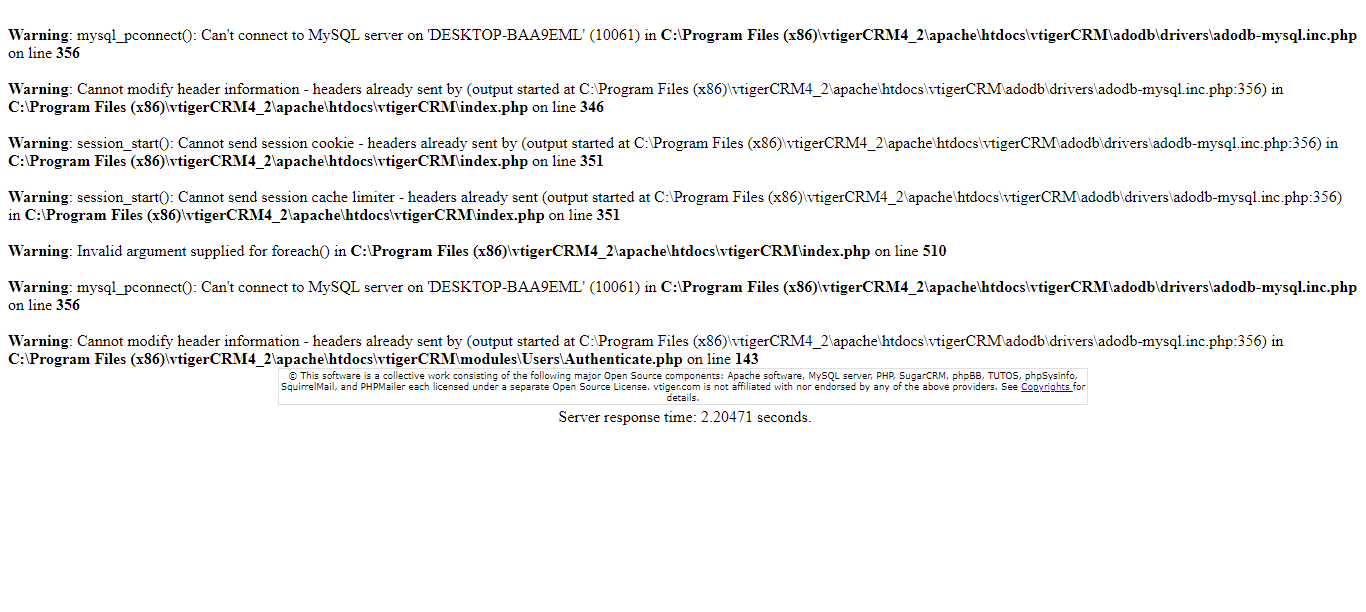 Warning: mysql_pconnect(): Can't connect to MySQL server on 'DESKTOP-BAA9EML' (10061) in C:\Program Files (x86)\vtigerCRM4_2\apache\htdocs\vtigerCRM\adodb\drivers\adodb-mysql.inc.php
on line 356
Warning: Cannot modify header information - headers already sent by (output started at C:\Program Files (x86)\vtigerCRM4_2\apache\htdocs\vtigerCRM\adodb\drivers\adodb-mysql.inc.php:356) in
C:\Program Files (x86)\vtigerCRM4_2\apache\htdocs\vtigerCRM\index.php on line 346
Warning: session_start(): Cannot send session cookie - headers already sent by (output started at C:\Program Files (x86)\vtigerCRM4_2\apache\htdocs\vtigerCRM\adodb\drivers\adodb-mysql.inc.php:356) in
C:\Program Files (x86)\vtigerCRM4_2\apache\htdocs\vtigerCRM\index.php on line 351
Warning: session_start(): Cannot send session cache limiter - headers already sent (output started at C:\Program Files (x86)\vtigerCRM4_2\apache\htdocs\vtigerCRM\adodb\drivers\adodb-mysql.inc.php:356)
in C:\Program Files (x86)\vtigerCRM4_2\apache\htdocs\vtigerCRM\index.php on line 351
Warning: Invalid argument supplied for foreach() in C:\Program Files (x86)\vtigerCRM4_2\apache\htdocs\vtigerCRM\index.php on line 510
Warning: mysql_pconnect(): Can't connect to MySQL server on 'DESKTOP-BAA9EML' (10061) in C:\Program Files (x86)\vtigerCRM4_2\apache\htdocs\vtigerCRM\adodb\drivers\adodb-mysql.inc.php
on line 356
Warning: Cannot modify header information - headers already sent by (output started at C:\Program Files (x86)\vtigerCRM4_2\apache\htdocs\vtigerCRM\adodb\drivers\adodb-mysql.inc.php:356) in
C:\Program Files (x86)\vtigerCRM4_2\apache\htdocs\vtigerCRM\modules\Users\Authenticate.php on line 143
© This software is a collective work consisting of the following major Open Source components: Apache software, MySQL server, PHP, SugarCRM, phpBB, TUTOS, phpSysinfo,
SquirrelMail, and PHPMailer each licensed under a separate Open Source License. vtiger.com is not affiliated with nor endorsed by any of the above providers. See Copyrights for
details.
Server response time: 2.20471 seconds.